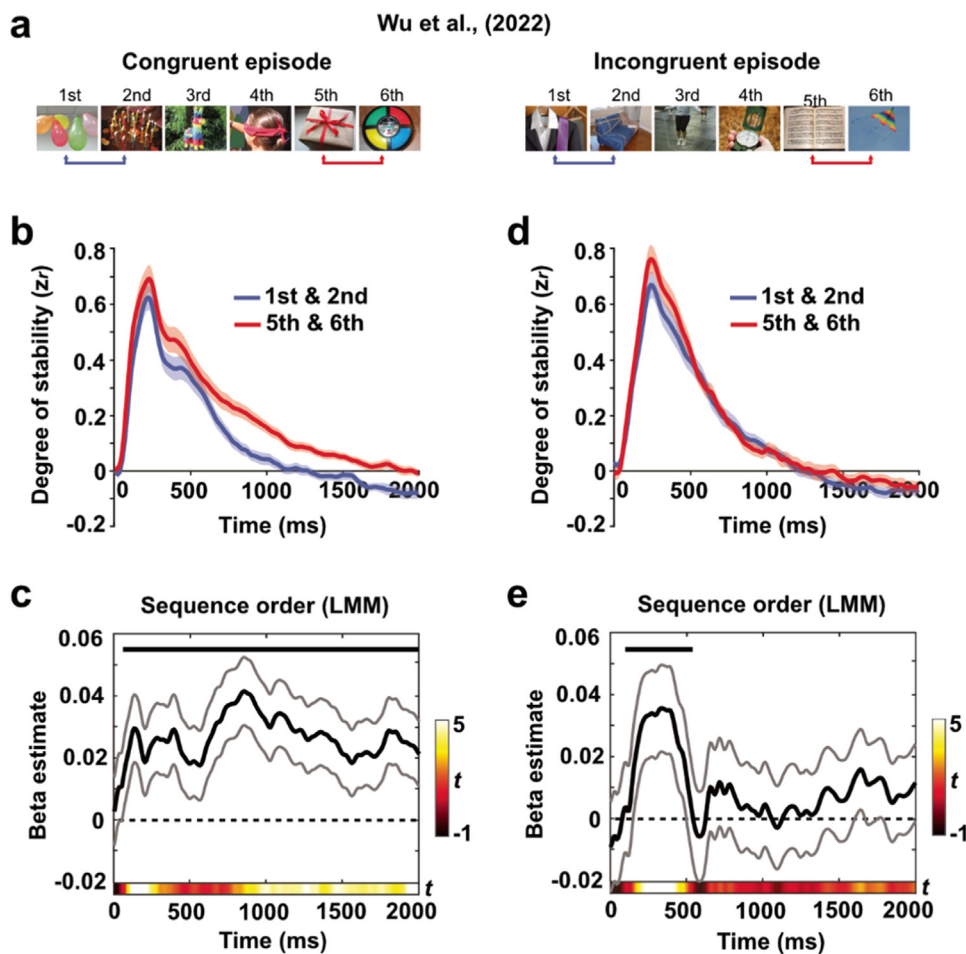 a
Wu et al., (2022)
Congruent episode
1st 2nd 3rd 4th 5th 6th
Incongruent episode
1st 2nd 3rd 4th 5th 6th
b
0.8
0.6
0.4
0.2
0
-0.2
Degree of stability (zr)
1st & 2nd
5th & 6th
0 500 1000 1500 2000
Time (ms)
d
0.8
0.6
0.4
0.2
0
-0.2
Degree of stability (zr)
1st & 2nd
5th & 6th
0 500 1000 1500 2000
Time (ms)
c
Sequence order (LMM)
0.06
0.04
0.02
0
-0.02
Beta estimate
5
t
-1
t
0 500 1000 1500 2000
Time (ms)
e
Sequence order (LMM)
0.06
0.04
0.02
0
-0.02
Beta estimate
5
t
-1
t
0 500 1000 1500 2000
Time (ms)